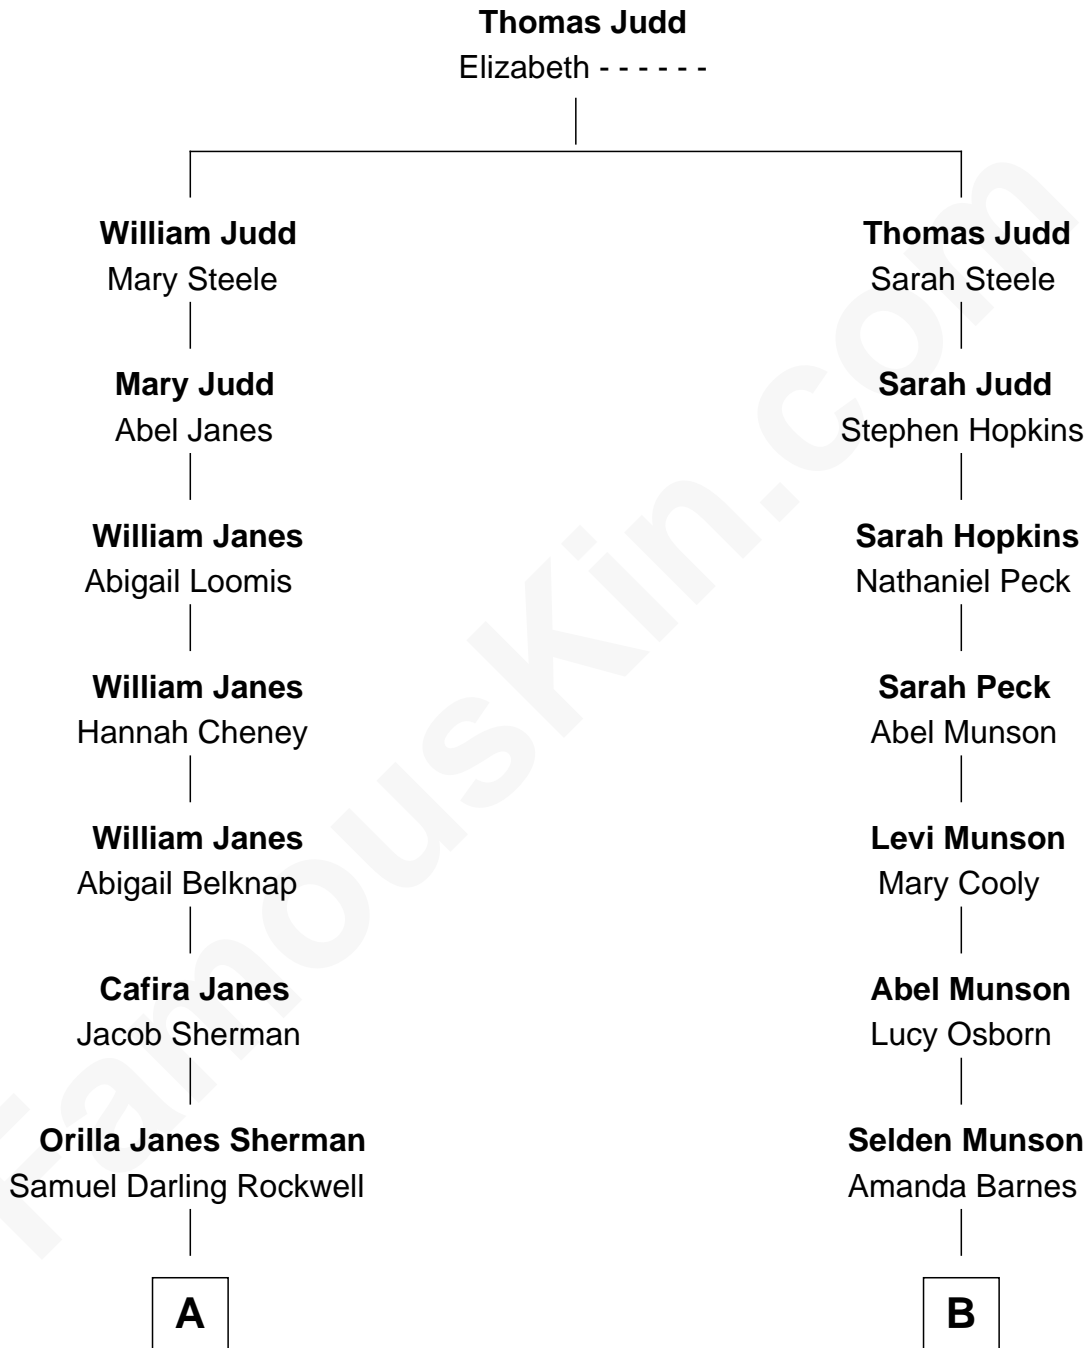 Thomas Judd
Elizabeth - - - - - -
William Judd
Mary Steele
Thomas Judd
Sarah Steele
Mary Judd
Abel Janes
Sarah Judd
Stephen Hopkins
William Janes
Abigail Loomis
Sarah Hopkins
Nathaniel Peck
William Janes
Hannah Cheney
Sarah Peck
Abel Munson
William Janes
Abigail Belknap
Levi Munson
Mary Cooly
Cafira Janes
Jacob Sherman
Abel Munson
Lucy Osborn
Orilla Janes Sherman
Samuel Darling Rockwell
Selden Munson
Amanda Barnes
A
B
FamousKin.com